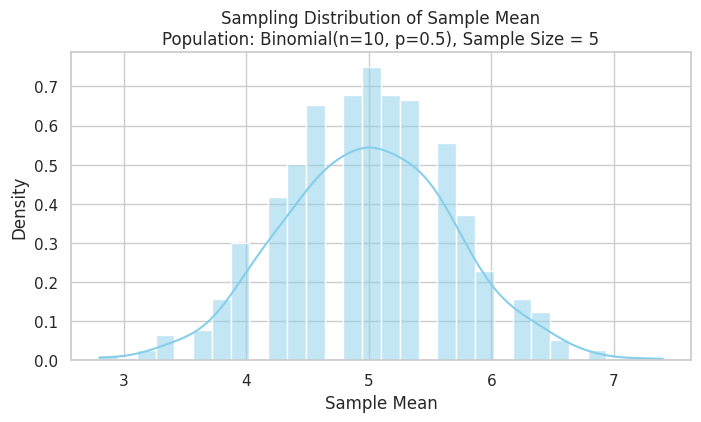 Sampling Distribution of Sample Mean
Population: Binomial(n=10, p=0.5), Sample Size = 5
0.7
0.6
0.5
0.4
0.3
0.2
0.1
0.0
Density
3 4 5 6 7
Sample Mean